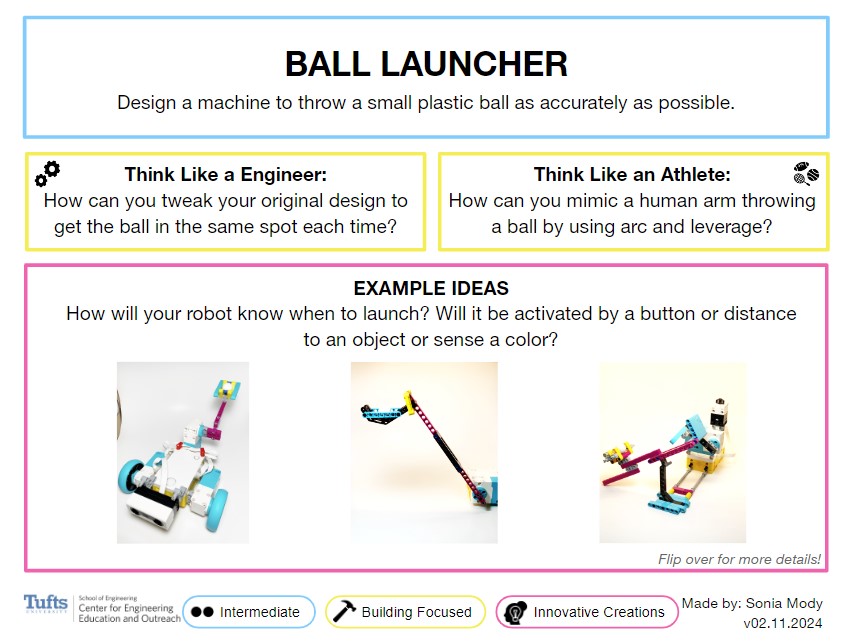 BALL LAUNCHER
Design a machine to throw a small plastic ball as accurately as possible.
Think Like a Engineer:
How can you tweak your original design to
get the ball in the same spot each time?
Think Like an Athlete:
How can you mimic a human arm throwing
a ball by using arc and leverage?
EXAMPLE IDEAS
How will your robot know when to launch? Will it be activated by a button or distance
to an object or sense a color?
Flip over for more details!
Tufts
UNIVERSITY
School of Engineering
Center for Engineering
Education and Outreach
Intermediate
Building Focused
Innovative Creations
Made by: Sonia Mody
v02.11.2024